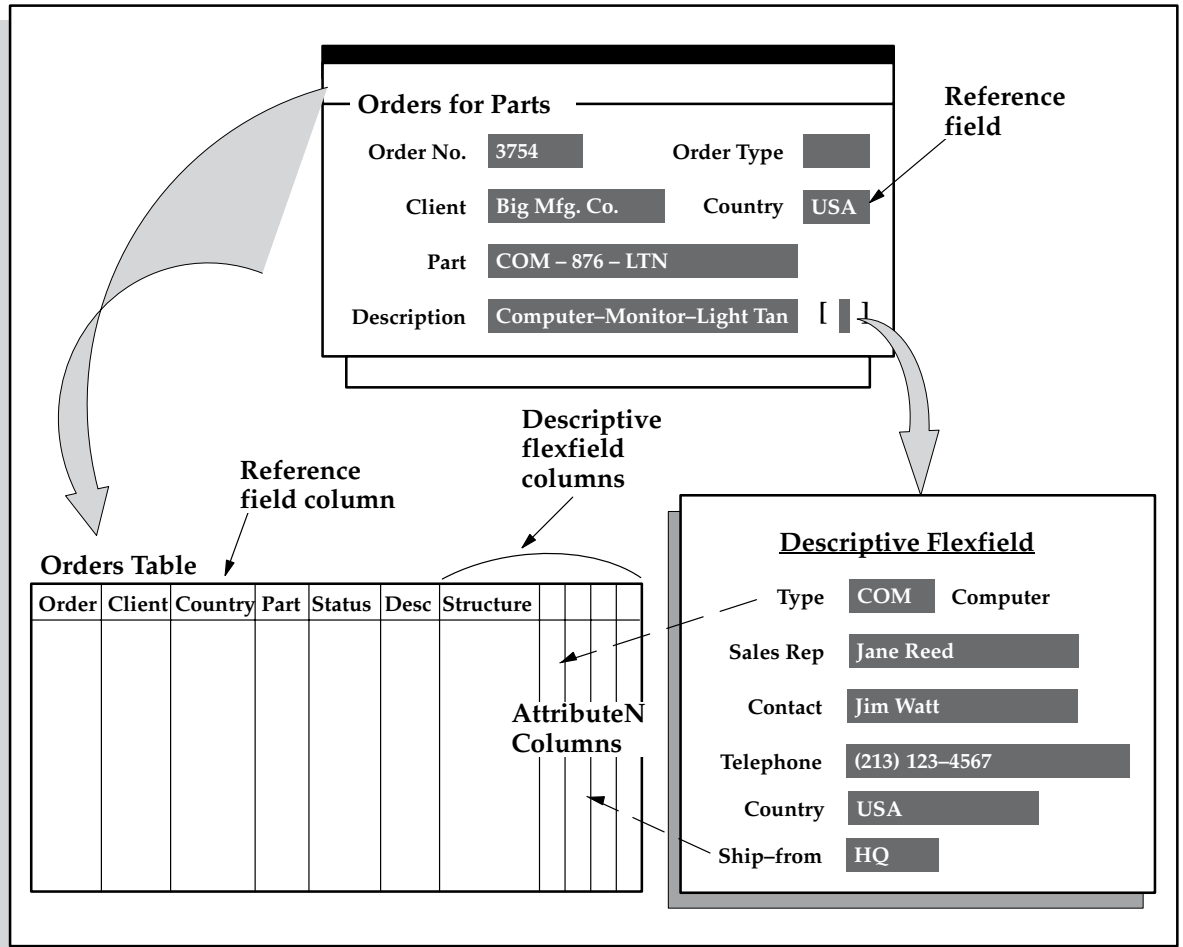 Orders for Parts
Reference
field
Order No. 3754 Order Type
Client Big Mfg. Co. Country USA
Part COM – 876 – LTN
Description Computer–Monitor–Light Tan [ ]
Descriptive
flexfield
columns
Reference
field column
Orders Table
Order Client Country Part Status Desc Structure
AttributeN
Columns
Descriptive Flexfield
Type COM Computer
Sales Rep Jane Reed
Contact Jim Watt
Telephone (213) 123–4567
Country USA
Ship–from HQ